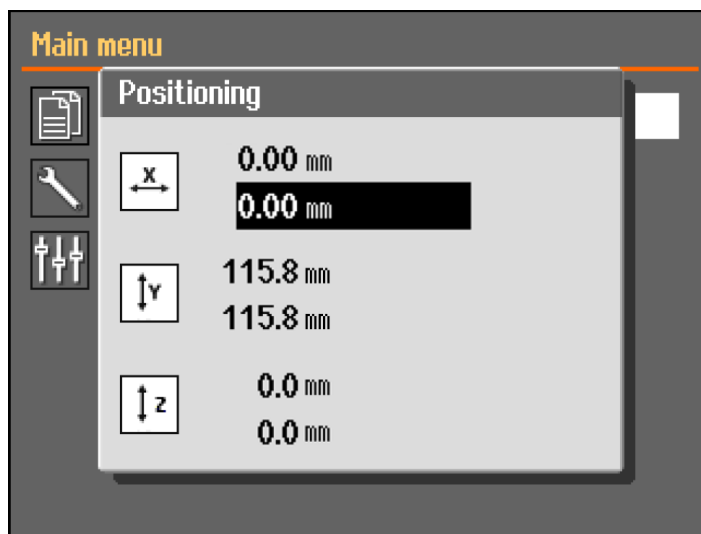 Main menu
Positioning
X
0.00 mm
0.00 mm
Y
115.8 mm
115.8 mm
Z
0.0 mm
0.0 mm